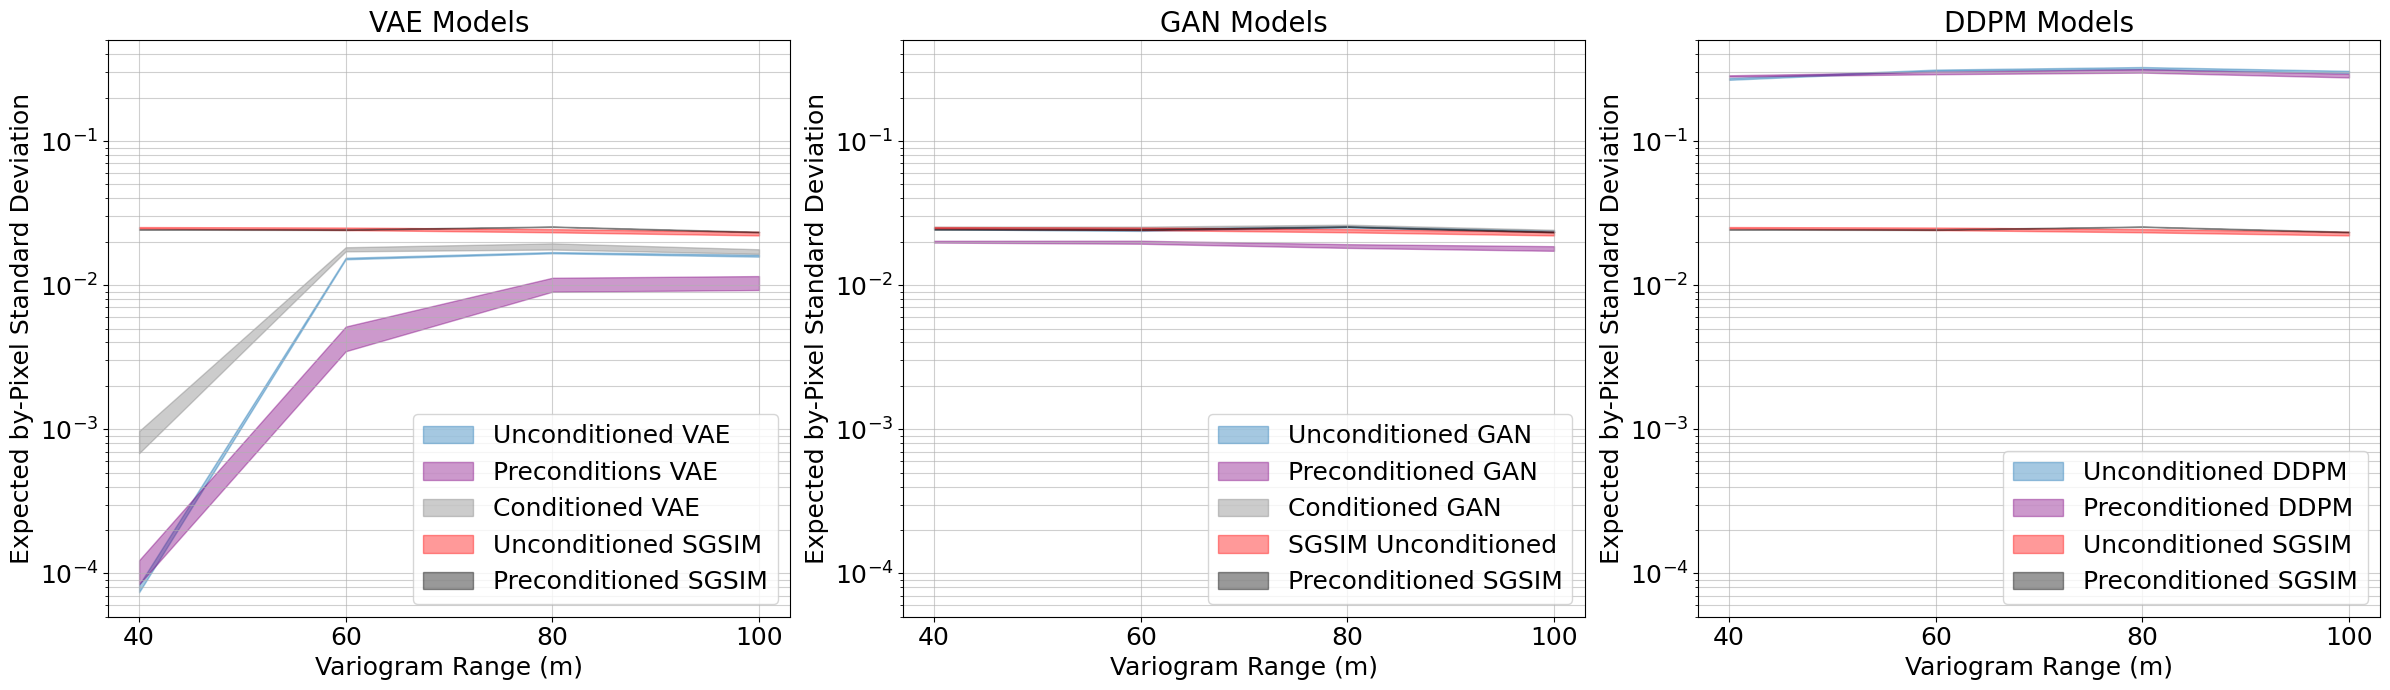 VAE Models
Expected by-Pixel Standard Deviation
10⁻¹
10⁻²
10⁻³
10⁻⁴
Unconditioned VAE
Preconditions VAE
Conditioned VAE
Unconditioned SGSIM
Preconditioned SGSIM
40 60 80 100
Variogram Range (m)
GAN Models
Expected by-Pixel Standard Deviation
10⁻¹
10⁻²
10⁻³
10⁻⁴
Unconditioned GAN
Preconditioned GAN
Conditioned GAN
SGSIM Unconditioned
Preconditioned SGSIM
40 60 80 100
Variogram Range (m)
DDPM Models
Expected by-Pixel Standard Deviation
10⁻¹
10⁻²
10⁻³
10⁻⁴
Unconditioned DDPM
Preconditioned DDPM
Unconditioned SGSIM
Preconditioned SGSIM
40 60 80 100
Variogram Range (m)